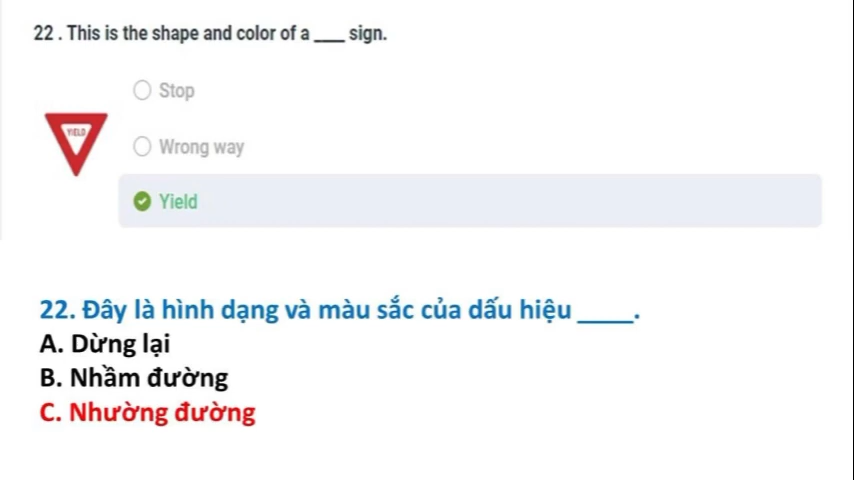 22 . This is the shape and color of a ____ sign.
Stop
YIELD
Wrong way
Yield
22. Đây là hình dạng và màu sắc của dấu hiệu ____.
A. Dừng lại
B. Nhầm đường
C. Nhường đường